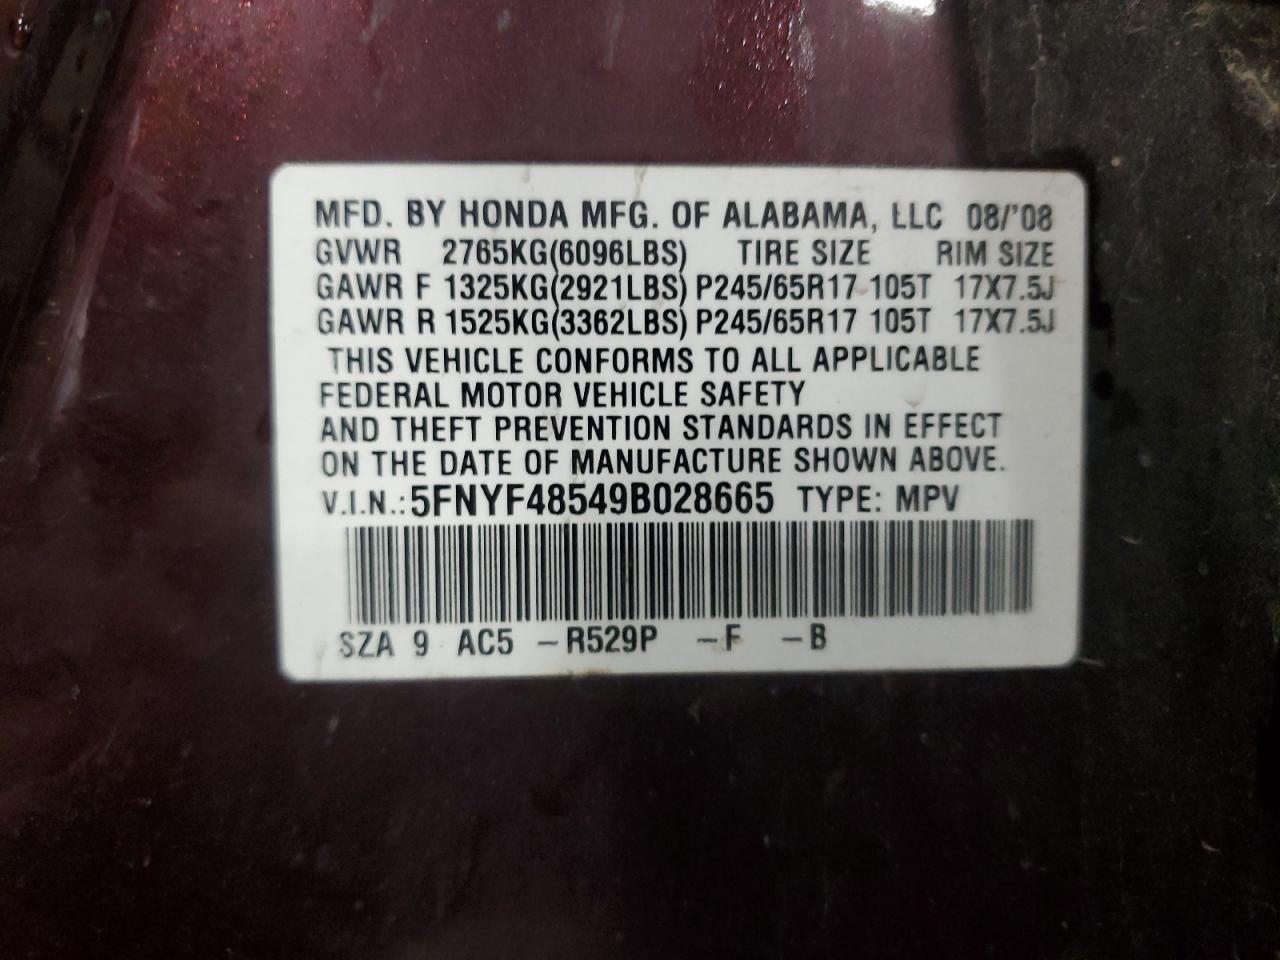 MFD. BY HONDA MFG. OF ALABAMA, LLC 08/'08
GVWR 2765KG(6096LBS) TIRE SIZE RIM SIZE
GAWR F 1325KG(2921LBS) P245/65R17 105T 17X7.5J
GAWR R 1525KG(3362LBS) P245/65R17 105T 17X7.5J
THIS VEHICLE CONFORMS TO ALL APPLICABLE
FEDERAL MOTOR VEHICLE SAFETY
AND THEFT PREVENTION STANDARDS IN EFFECT
ON THE DATE OF MANUFACTURE SHOWN ABOVE.
V.I.N.: 5FNYF48549B028665 TYPE: MPV
SZA 9 AC5 –R529P –F –B